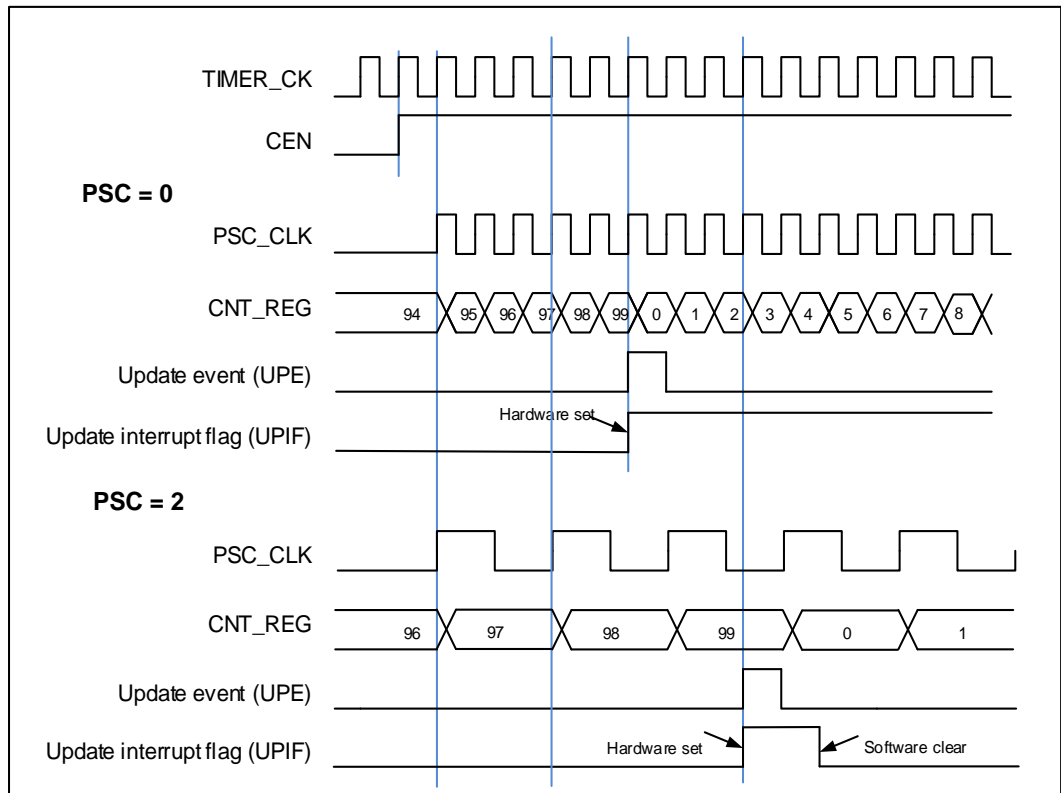 TIMER_CK
CEN
PSC = 0
PSC_CLK
CNT_REG 94 95 96 97 98 99 0 1 2 3 4 5 6 7 8
Update event (UPE)
Hardware set
Update interrupt flag (UPIF)
PSC = 2
PSC_CLK
CNT_REG 96 97 98 99 0 1
Update event (UPE)
Update interrupt flag (UPIF) Hardware set Software clear